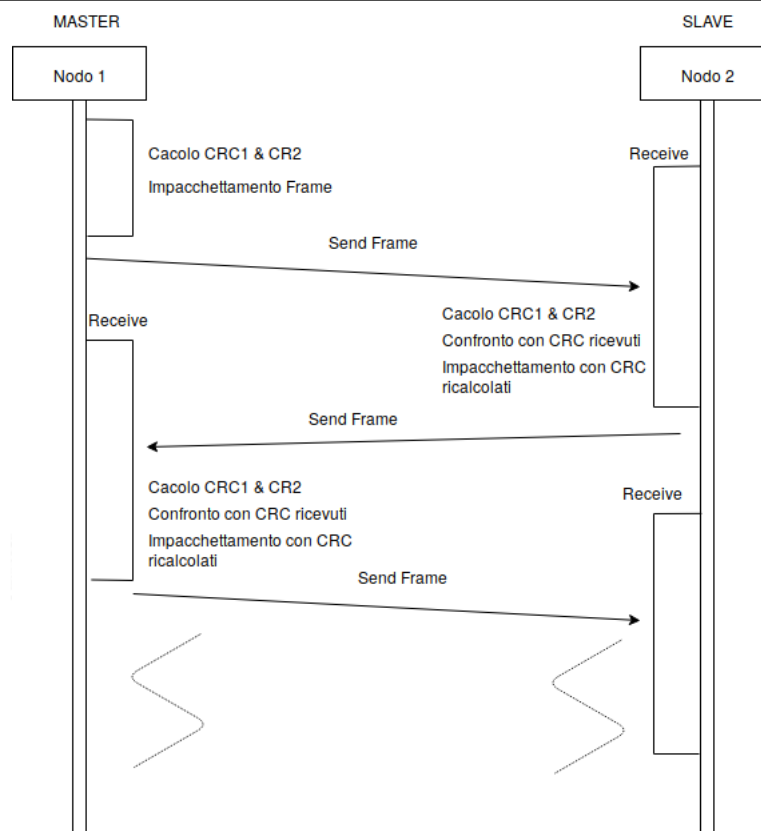 MASTER
SLAVE
Nodo 1
Nodo 2
Cacolo CRC1 & CR2
Impacchettamento Frame
Receive
Send Frame
Receive
Cacolo CRC1 & CR2
Confronto con CRC ricevuti
Impacchettamento con CRC
ricalcolati
Send Frame
Cacolo CRC1 & CR2
Confronto con CRC ricevuti
Impacchettamento con CRC
ricalcolati
Receive
Send Frame